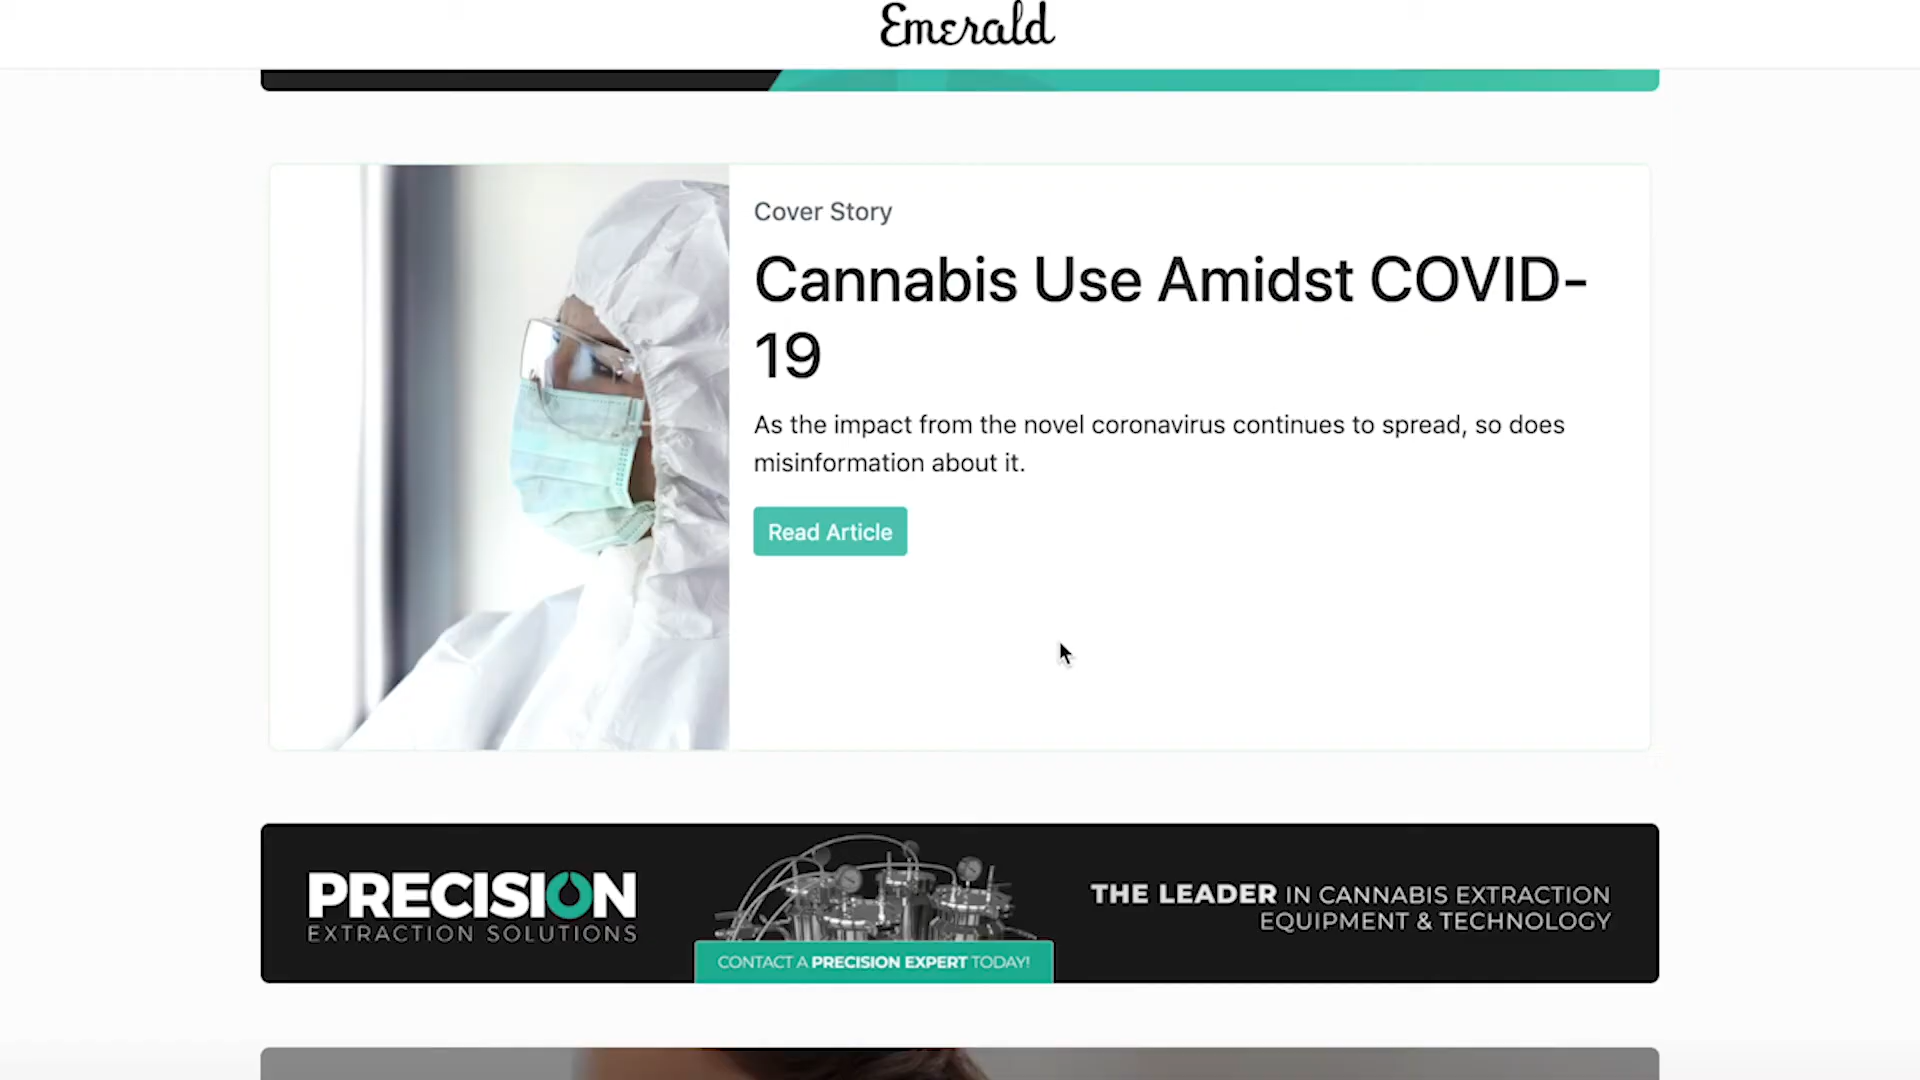 Emerald
Cover Story
Cannabis Use Amidst COVID-
19
As the impact from the novel coronavirus continues to spread, so does
misinformation about it.
Read Article
PRECISION
EXTRACTION SOLUTIONS
CONTACT A PRECISION EXPERT TODAY!
THE LEADER IN CANNABIS EXTRACTION
EQUIPMENT & TECHNOLOGY